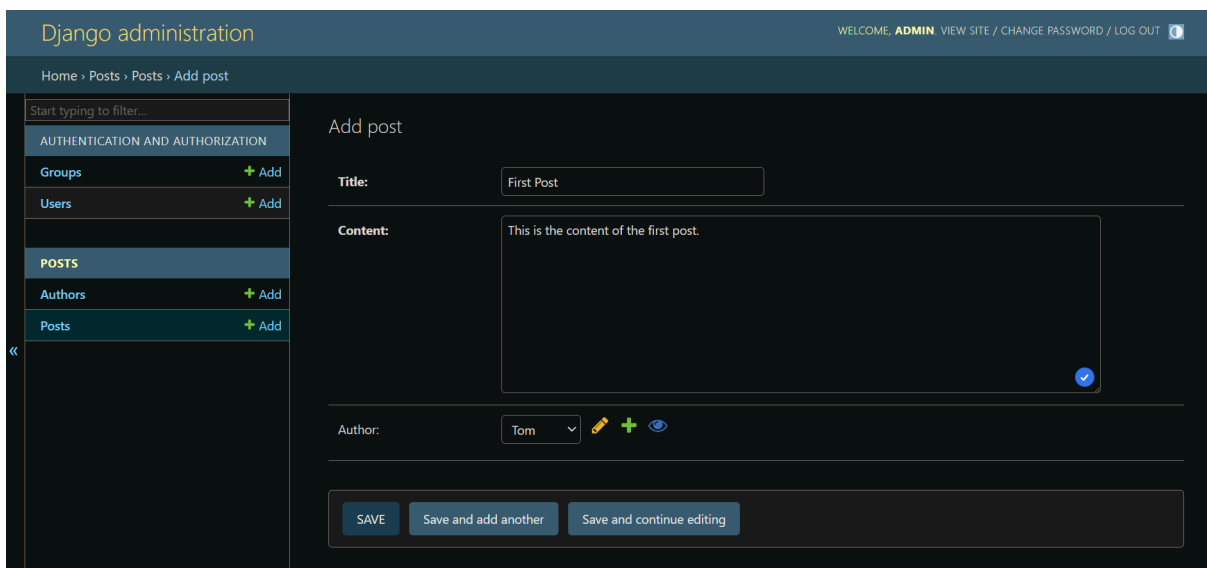 Django administration
WELCOME, ADMIN. VIEW SITE / CHANGE PASSWORD / LOG OUT
Home › Posts › Posts › Add post
Start typing to filter...
AUTHENTICATION AND AUTHORIZATION
Groups + Add
Users + Add
POSTS
Authors + Add
Posts + Add
«
Add post
Title: First Post
Content: This is the content of the first post.
Author: Tom
SAVE Save and add another Save and continue editing